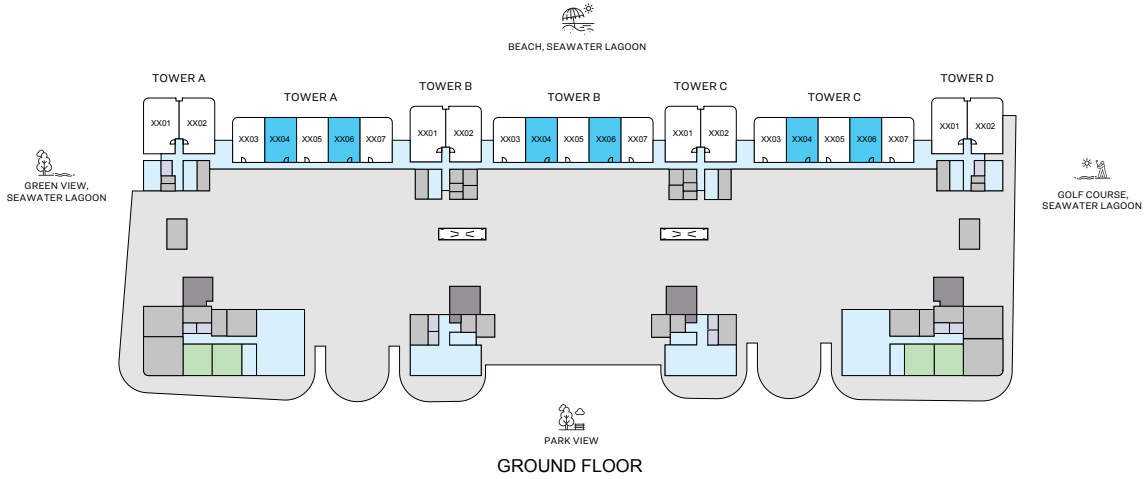 BEACH, SEAWATER LAGOON
TOWER A
TOWER A
TOWER B
TOWER B
TOWER C
TOWER C
TOWER D
XX01 XX02
XX03 XX04 XX05 XX06 XX07
XX01 XX02
XX03 XX04 XX05 XX06 XX07
XX01 XX02
XX03 XX04 XX05 XX06 XX07
XX01 XX02
GREEN VIEW,
SEAWATER LAGOON
GOLF COURSE,
SEAWATER LAGOON
PARK VIEW
GROUND FLOOR